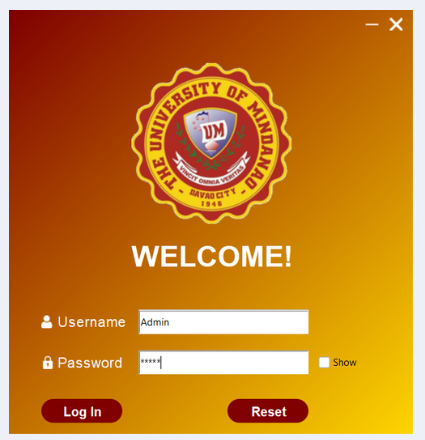 THE UNIVERSITY OF MINDANAO
UM
VINCIT OMNIA VERITAS
DAVAO CITY
1946
WELCOME!
Username Admin
Password *****
Show
Log In Reset